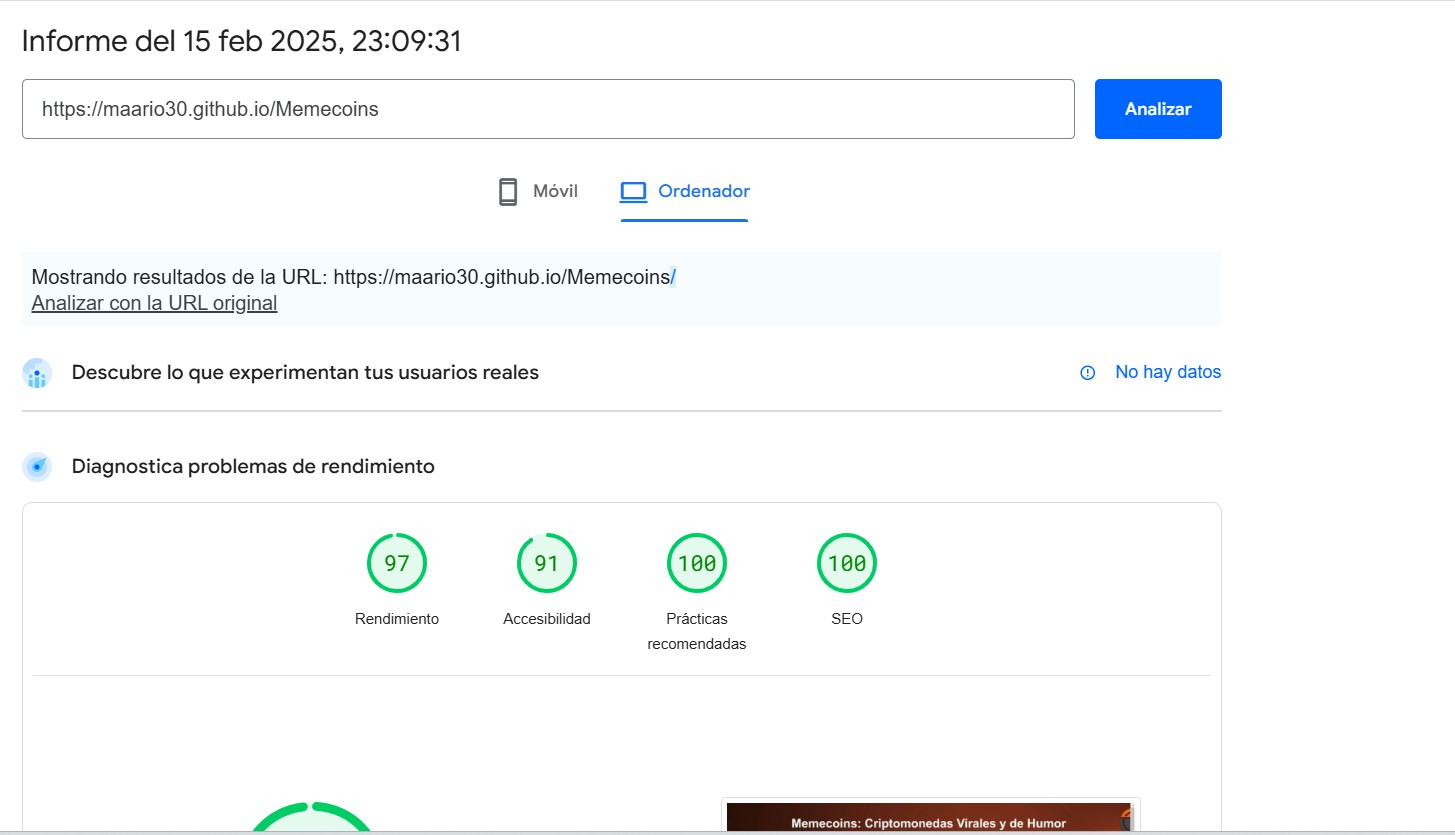 Informe del 15 feb 2025, 23:09:31
https://maario30.github.io/Memecoins
Analizar
Móvil
Ordenador
Mostrando resultados de la URL: https://maario30.github.io/Memecoins/
Analizar con la URL original
Descubre lo que experimentan tus usuarios reales
No hay datos
Diagnostica problemas de rendimiento
97
91
100
100
Rendimiento
Accesibilidad
Prácticas
recomendadas
SEO
Memecoins: Criptomonedas Virales y de Humor